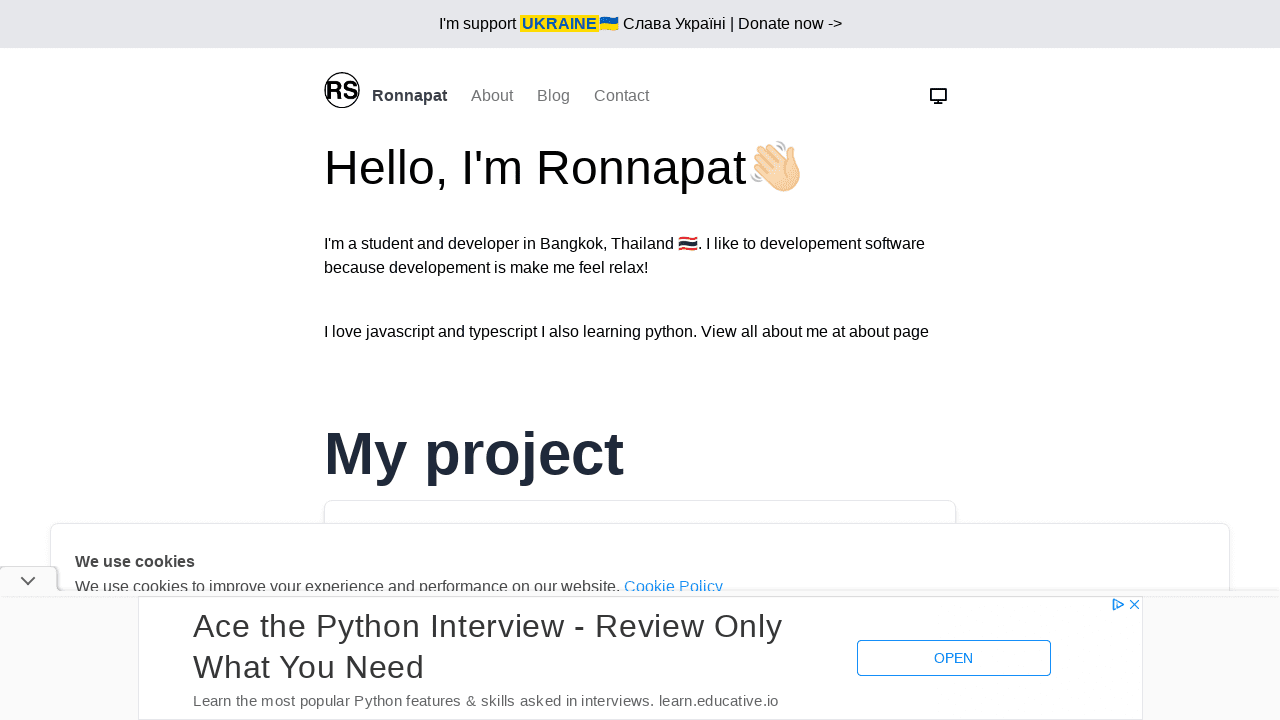 I'm support UKRAINE🇺🇦 Слава Україні | Donate now ->
RS Ronnapat About Blog Contact
Hello, I'm Ronnapat👋🏼
I'm a student and developer in Bangkok, Thailand 🇹🇭. I like to developement software
because developement is make me feel relax!
I love javascript and typescript I also learning python. View all about me at about page
My project
We use cookies
We use cookies to improve your experience and performance on our website. Cookie Policy
Ace the Python Interview - Review Only
What You Need
Learn the most popular Python features & skills asked in interviews. learn.educative.io
OPEN